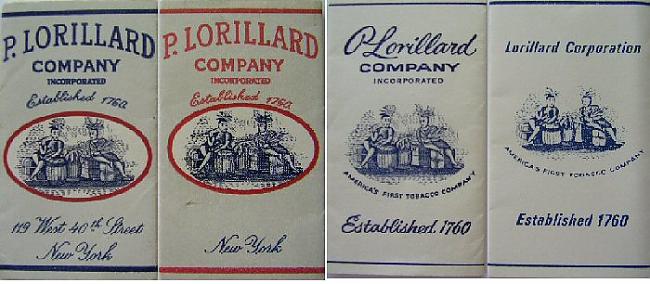 P. LORILLARD
COMPANY
INCORPORATED
Established 1760
119 West 40th Street
New York
P. LORILLARD
COMPANY
INCORPORATED
Established 1760
New York
P. Lorillard
COMPANY
INCORPORATED
AMERICA'S FIRST TOBACCO COMPANY
Established 1760
Lorillard Corporation
AMERICA'S FIRST TOBACCO COMPANY
Established 1760